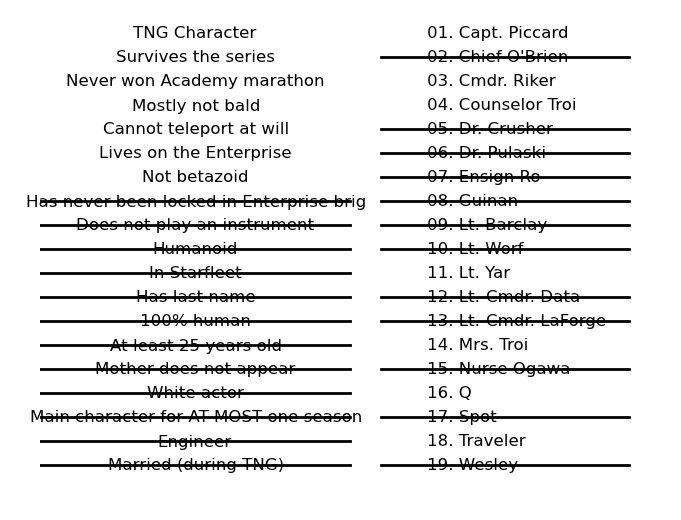 TNG Character
Survives the series
Never won Academy marathon
Mostly not bald
Cannot teleport at will
Lives on the Enterprise
Not betazoid
Has never been locked in Enterprise brig
Does not play an instrument
Humanoid
In Starfleet
Has last name
100% human
At least 25 years old
Mother does not appear
White actor
Main character for AT MOST one season
Engineer
Married (during TNG)
01. Capt. Piccard
02. Chief O'Brien
03. Cmdr. Riker
04. Counselor Troi
05. Dr. Crusher
06. Dr. Pulaski
07. Ensign Ro
08. Guinan
09. Lt. Barclay
10. Lt. Worf
11. Lt. Yar
12. Lt. Cmdr. Data
13. Lt. Cmdr. LaForge
14. Mrs. Troi
15. Nurse Ogawa
16. Q
17. Spot
18. Traveler
19. Wesley